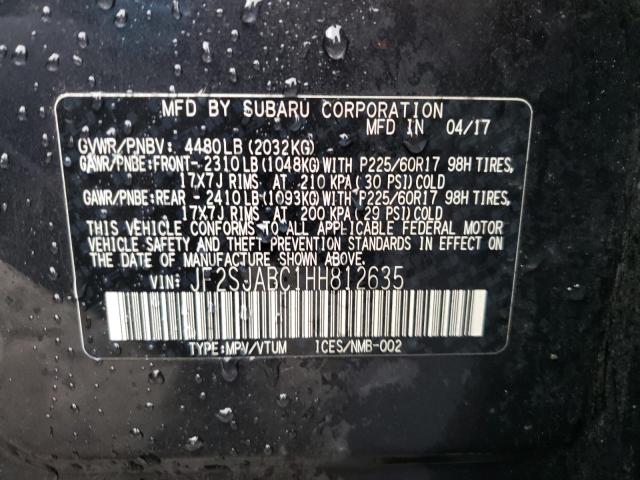 MFD BY SUBARU CORPORATION
MFD IN 04/17
GVWR/PNBV: 4480LB (2032KG)
GAWR/PNBE:FRONT-2310LB(1048KG)WITH P225/60R17 98H TIRES,
17X7J RIMS AT 210 KPA (30 PSI)COLD
GAWR/PNBE:REAR -2410LB(1093KG)WITH P225/60R17 98H TIRES,
17X7J RIMS AT 200 KPA (29 PSI)COLD
THIS VEHICLE CONFORMS TO ALL APPLICABLE FEDERAL MOTOR
VEHICLE SAFETY AND THEFT PREVENTION STANDARDS IN EFFECT
ON THE DATE OF MANUFACTURE SHOWN ABOVE.
VIN: JF2SJABC1HH812635
TYPE:MPV/VTUM ICES/NMB-002